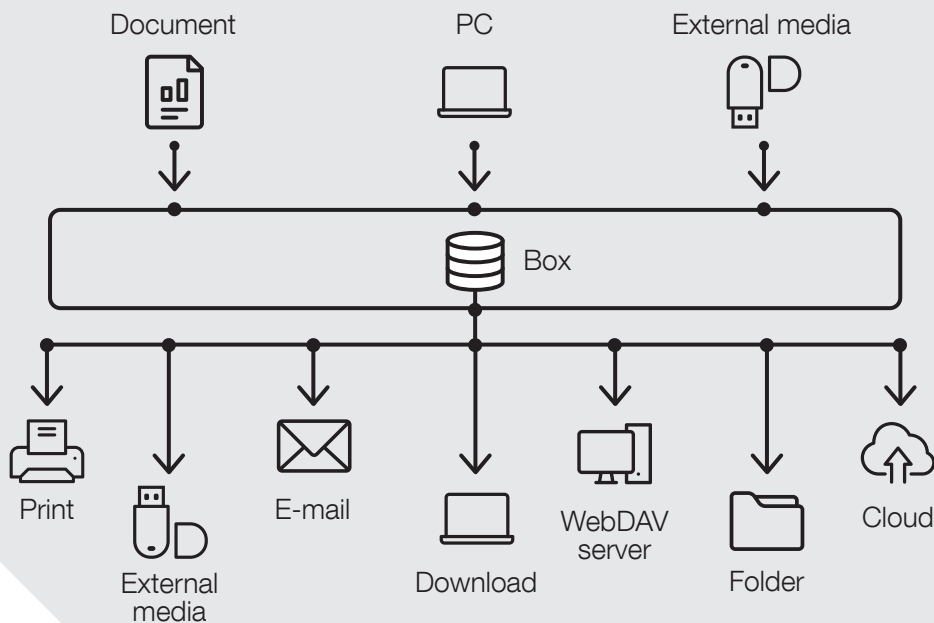 Document
PC
External media
Box
Print
External
media
E-mail
Download
WebDAV
server
Folder
Cloud